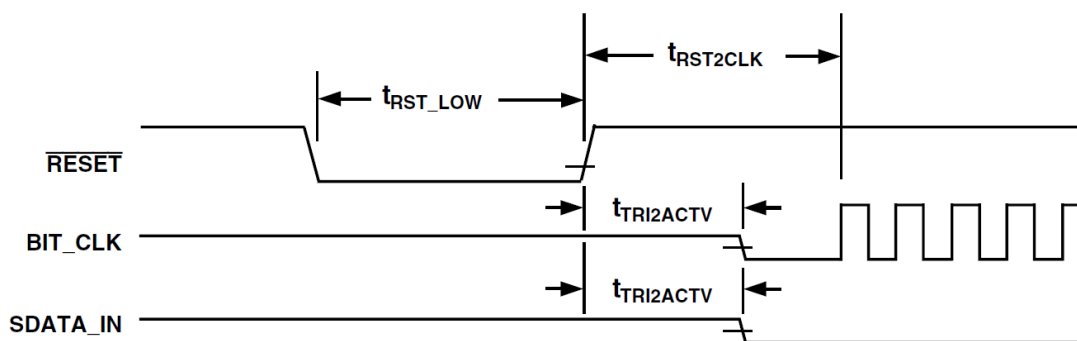 tRST2CLK
tRST_LOW
RESET
tTRI2ACTV
BIT_CLK
tTRI2ACTV
SDATA_IN